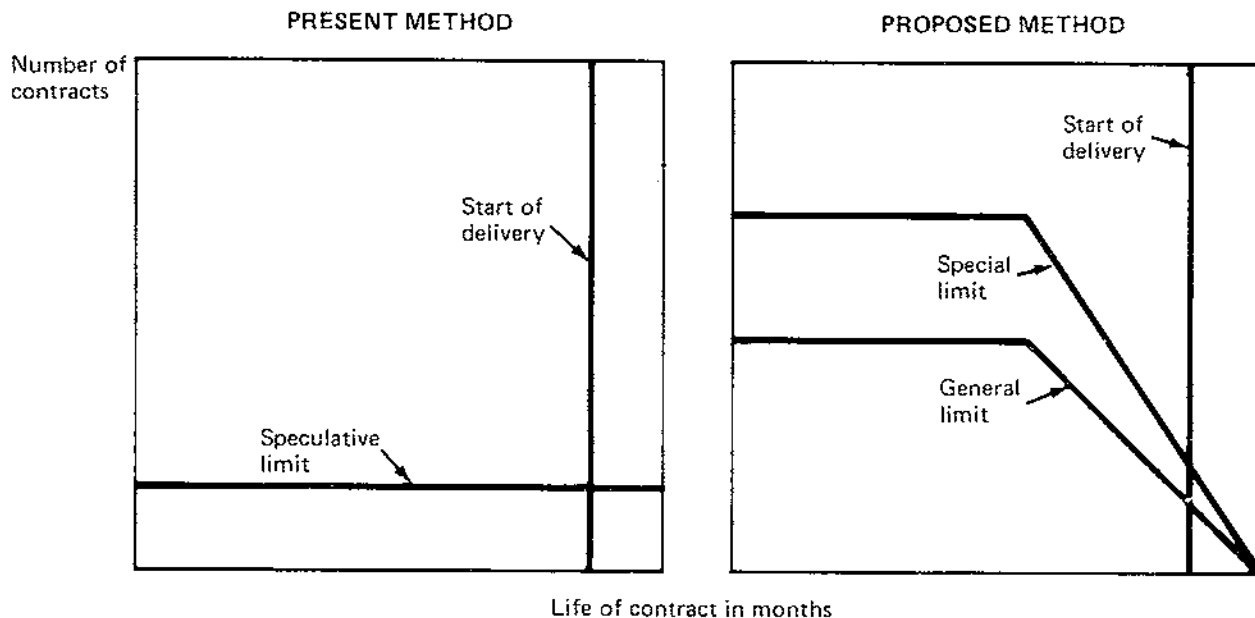 PRESENT METHOD
Number of
contracts
Start of
delivery
Speculative
limit
PROPOSED METHOD
Start of
delivery
Special
limit
General
limit
Life of contract in months